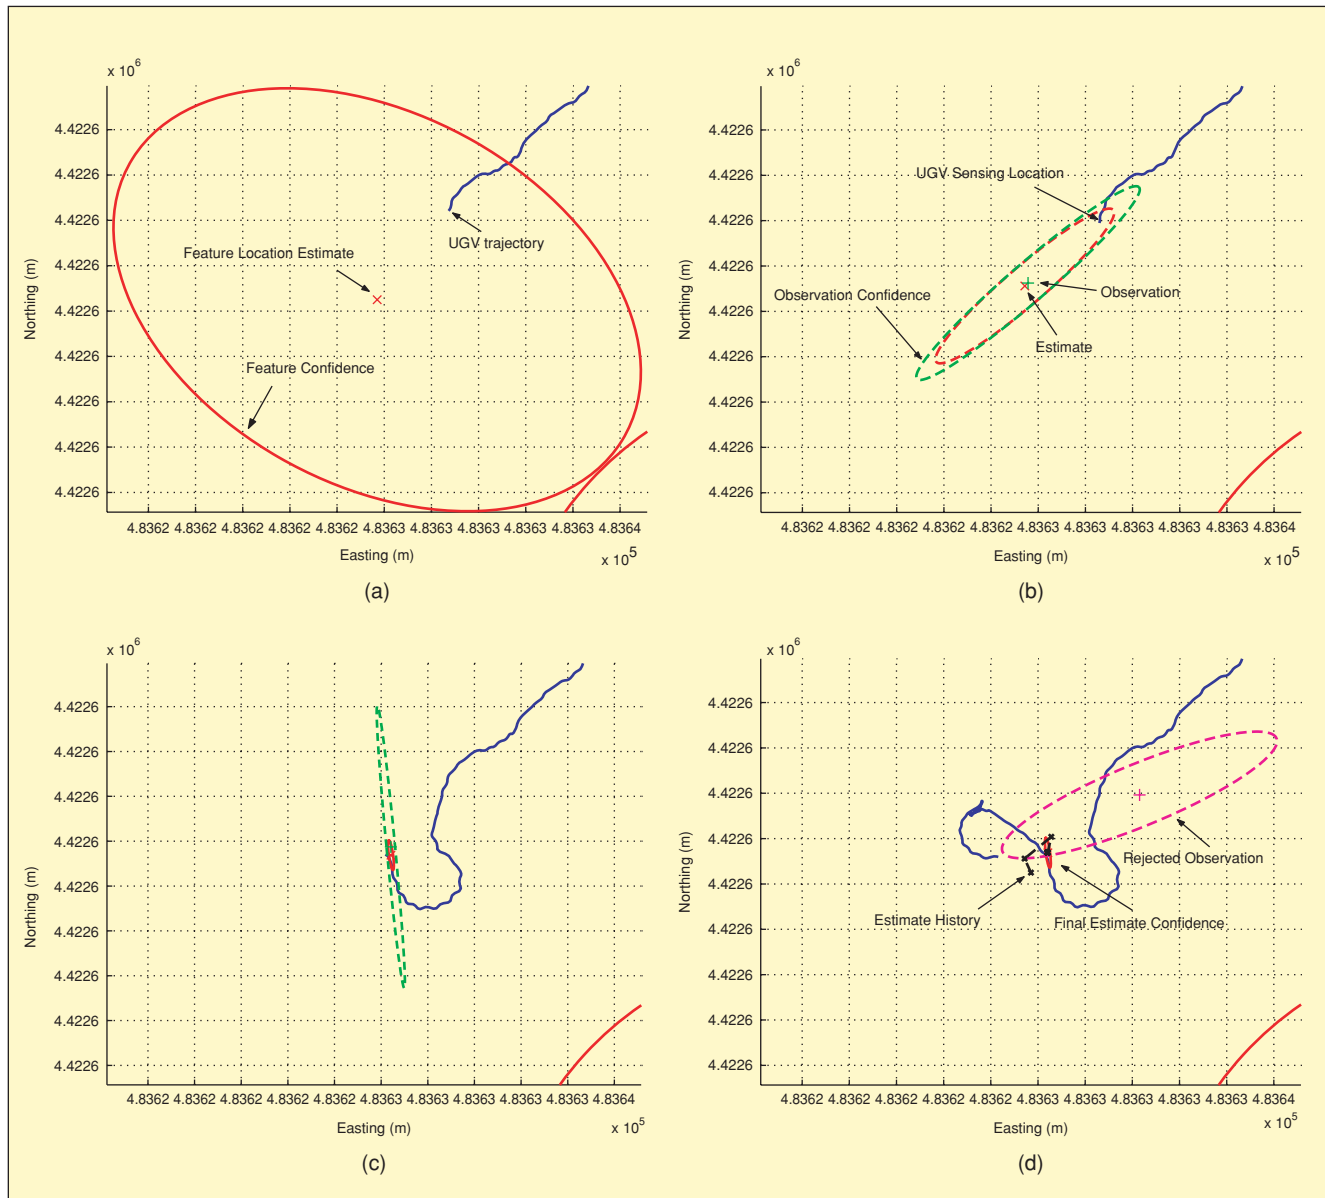 x 10^6
4.4226
4.4226
4.4226
4.4226
4.4226
4.4226
4.4226
4.4226
4.4226
Northing (m)
UGV trajectory
Feature Location Estimate
Feature Confidence
4.8362 4.8362 4.8362 4.8362 4.8363 4.8363 4.8363 4.8363 4.8363 4.8363 4.8364
Easting (m)
x 10^5
(a)
x 10^6
4.4226
4.4226
4.4226
4.4226
4.4226
4.4226
4.4226
4.4226
4.4226
Northing (m)
UGV Sensing Location
Observation Confidence
Observation
Estimate
4.8362 4.8362 4.8362 4.8362 4.8363 4.8363 4.8363 4.8363 4.8363 4.8363 4.8364
Easting (m)
x 10^5
(b)
x 10^6
4.4226
4.4226
4.4226
4.4226
4.4226
4.4226
4.4226
4.4226
4.4226
Northing (m)
4.8362 4.8362 4.8362 4.8362 4.8363 4.8363 4.8363 4.8363 4.8363 4.8363 4.8364
Easting (m)
x 10^5
(c)
x 10^6
4.4226
4.4226
4.4226
4.4226
4.4226
4.4226
4.4226
4.4226
4.4226
Northing (m)
Rejected Observation
Estimate History
Final Estimate Confidence
4.8362 4.8362 4.8362 4.8362 4.8363 4.8363 4.8363 4.8363 4.8363 4.8363 4.8364
Easting (m)
x 10^5
(d)